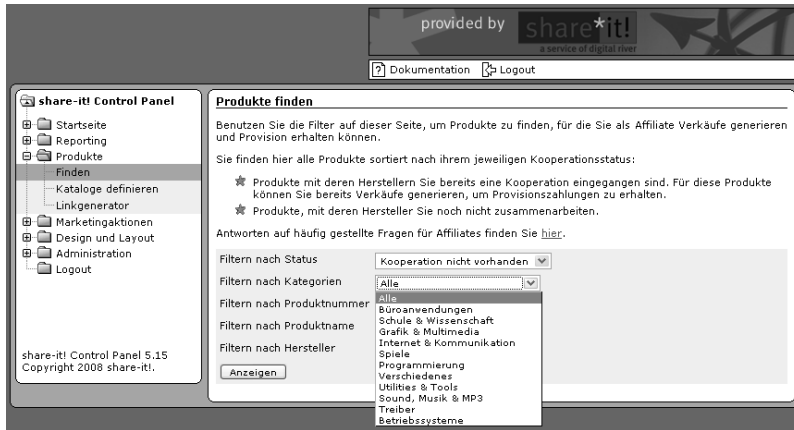 provided by share*it!
a service of digital river
Dokumentation Logout
share-it! Control Panel
Startseite
Reporting
Produkte
Finden
Kataloge definieren
Linkgenerator
Marketingaktionen
Design und Layout
Administration
Logout
share-it! Control Panel 5.15
Copyright 2008 share-it!.
Produkte finden
Benutzen Sie die Filter auf dieser Seite, um Produkte zu finden, für die Sie als Affiliate Verkäufe generieren
und Provision erhalten können.
Sie finden hier alle Produkte sortiert nach ihrem jeweiligen Kooperationsstatus:
Produkte mit deren Herstellern Sie bereits eine Kooperation eingegangen sind. Für diese Produkte
können Sie bereits Verkäufe generieren, um Provisionszahlungen zu erhalten.
Produkte, mit deren Hersteller Sie noch nicht zusammenarbeiten.
Antworten auf häufig gestellte Fragen für Affiliates finden Sie hier.
Filtern nach Status Kooperation nicht vorhanden
Filtern nach Kategorien Alle
Filtern nach Produktnummer
Filtern nach Produktname
Filtern nach Hersteller
Anzeigen
Alle
Büroanwendungen
Schule & Wissenschaft
Grafik & Multimedia
Internet & Kommunikation
Spiele
Programmierung
Verschiedenes
Utilities & Tools
Sound, Musik & MP3
Treiber
Betriebssysteme